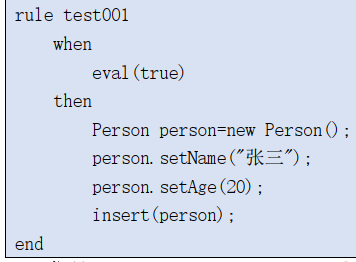 rule test001
    when
        eval(true)
    then
        Person person=new Person();
        person.setName("张三");
        person.setAge(20);
        insert(person);
end